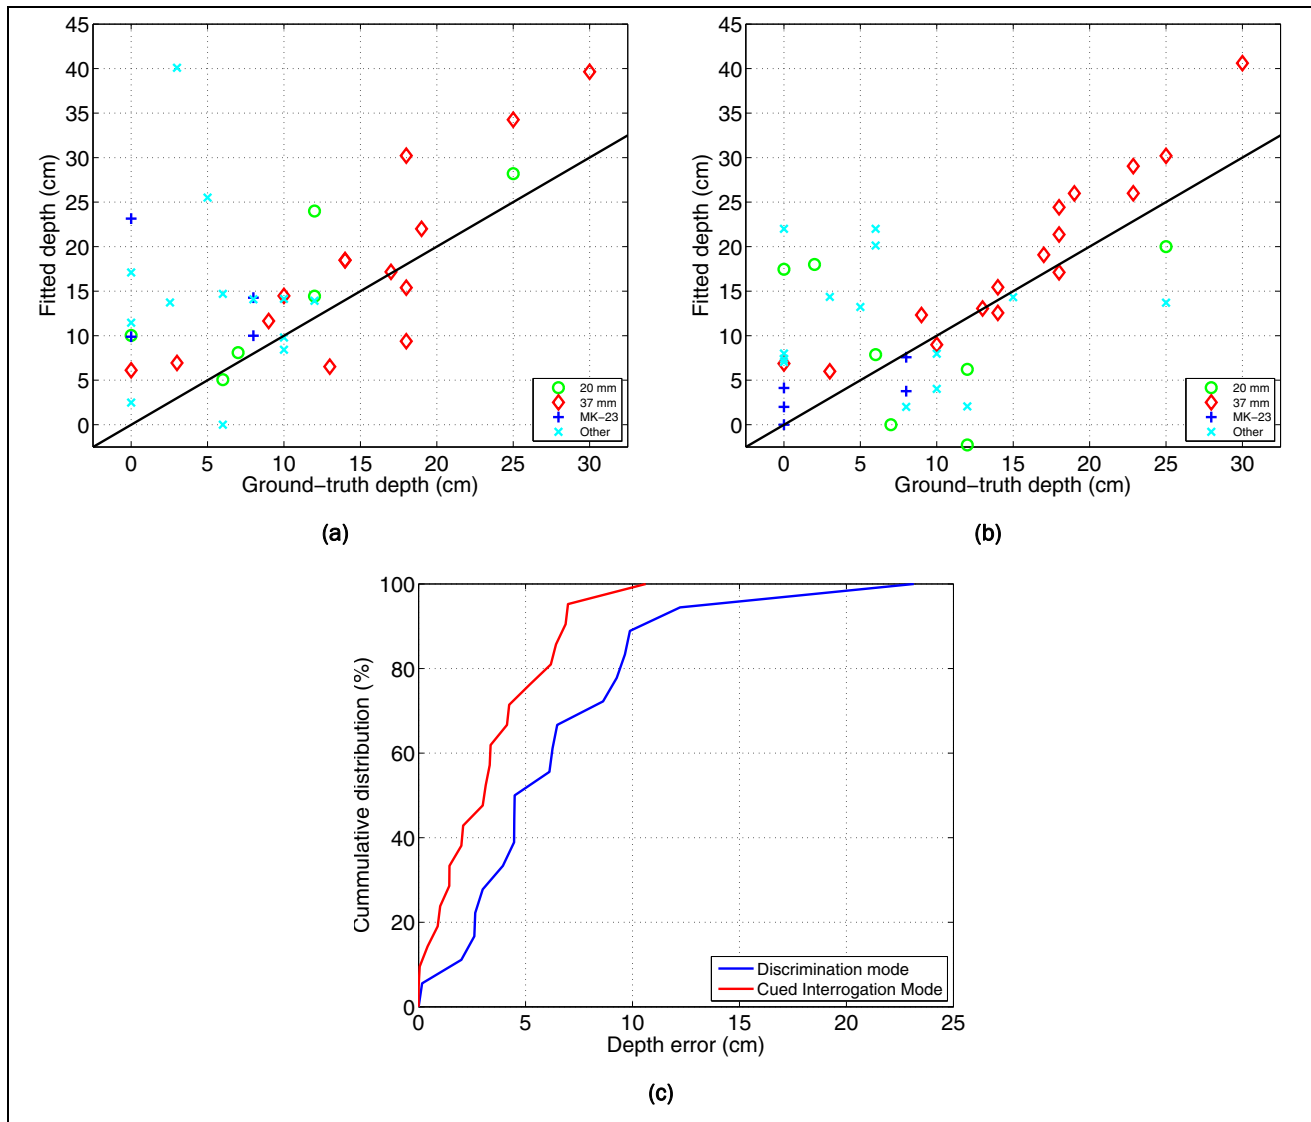 45
40
35
30
25
20
15
10
5
0
Fitted depth (cm)
0 5 10 15 20 25 30
Ground-truth depth (cm)
20 mm
37 mm
MK-23
Other
(a)
45
40
35
30
25
20
15
10
5
0
Fitted depth (cm)
0 5 10 15 20 25 30
Ground-truth depth (cm)
20 mm
37 mm
MK-23
Other
(b)
100
80
60
40
20
0
Cummulative distribution (%)
0 5 10 15 20 25
Depth error (cm)
Discrimination mode
Cued Interrogation Mode
(c)